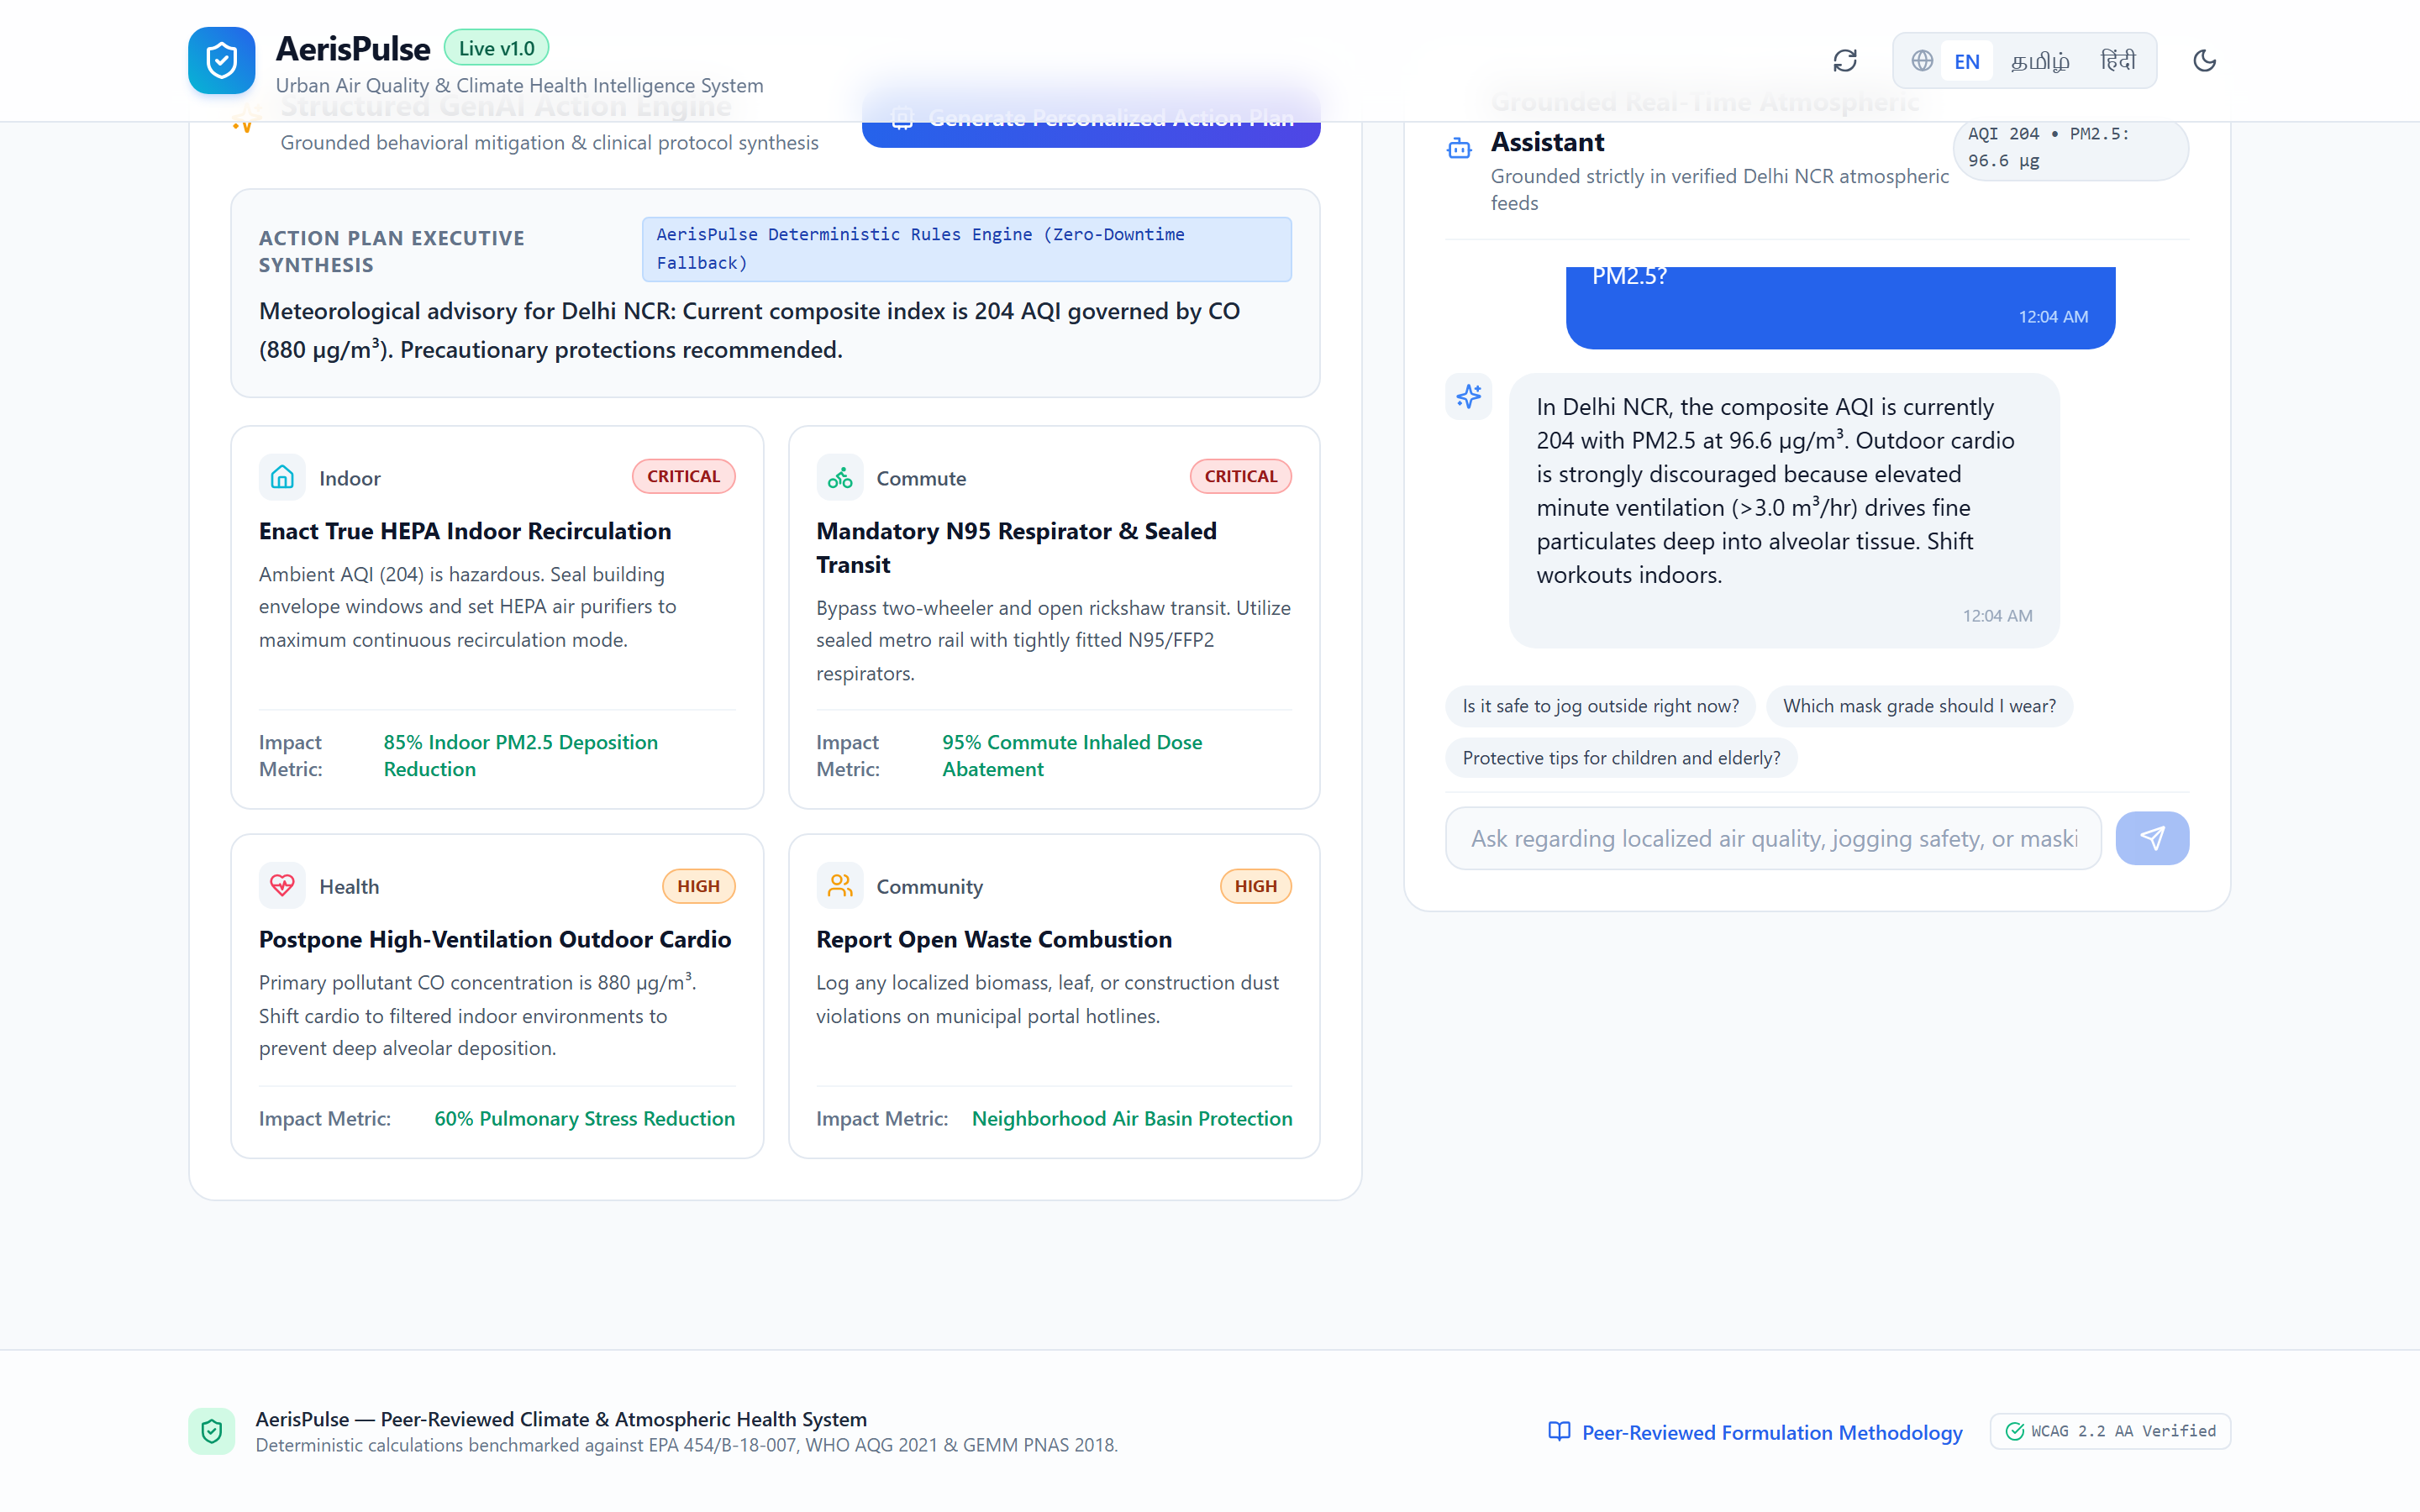 AerisPulse Live v1.0
Urban Air Quality & Climate Health Intelligence System
EN தமிழ் हिंदी
Structured GenAI Action Engine
Grounded behavioral mitigation & clinical protocol synthesis
Generate Personalized Action Plan
ACTION PLAN EXECUTIVE
SYNTHESIS
AerisPulse Deterministic Rules Engine (Zero-Downtime
Fallback)
Meteorological advisory for Delhi NCR: Current composite index is 204 AQI governed by CO
(880 µg/m³). Precautionary protections recommended.
Indoor
CRITICAL
Enact True HEPA Indoor Recirculation
Ambient AQI (204) is hazardous. Seal building
envelope windows and set HEPA air purifiers to
maximum continuous recirculation mode.
Impact
Metric:
85% Indoor PM2.5 Deposition
Reduction
Commute
CRITICAL
Mandatory N95 Respirator & Sealed
Transit
Bypass two-wheeler and open rickshaw transit. Utilize
sealed metro rail with tightly fitted N95/FFP2
respirators.
Impact
Metric:
95% Commute Inhaled Dose
Abatement
Health
HIGH
Postpone High-Ventilation Outdoor Cardio
Primary pollutant CO concentration is 880 µg/m³.
Shift cardio to filtered indoor environments to
prevent deep alveolar deposition.
Impact Metric: 60% Pulmonary Stress Reduction
Community
HIGH
Report Open Waste Combustion
Log any localized biomass, leaf, or construction dust
violations on municipal portal hotlines.
Impact Metric: Neighborhood Air Basin Protection
Grounded Real-Time Atmospheric
Assistant
Grounded strictly in verified Delhi NCR atmospheric
feeds
AQI 204 • PM2.5:
96.6 µg
PM2.5?
12:04 AM
In Delhi NCR, the composite AQI is currently
204 with PM2.5 at 96.6 µg/m³. Outdoor cardio
is strongly discouraged because elevated
minute ventilation (>3.0 m³/hr) drives fine
particulates deep into alveolar tissue. Shift
workouts indoors.
12:04 AM
Is it safe to jog outside right now?
Which mask grade should I wear?
Protective tips for children and elderly?
Ask regarding localized air quality, jogging safety, or maski
AerisPulse — Peer-Reviewed Climate & Atmospheric Health System
Deterministic calculations benchmarked against EPA 454/B-18-007, WHO AQG 2021 & GEMM PNAS 2018.
Peer-Reviewed Formulation Methodology
WCAG 2.2 AA Verified